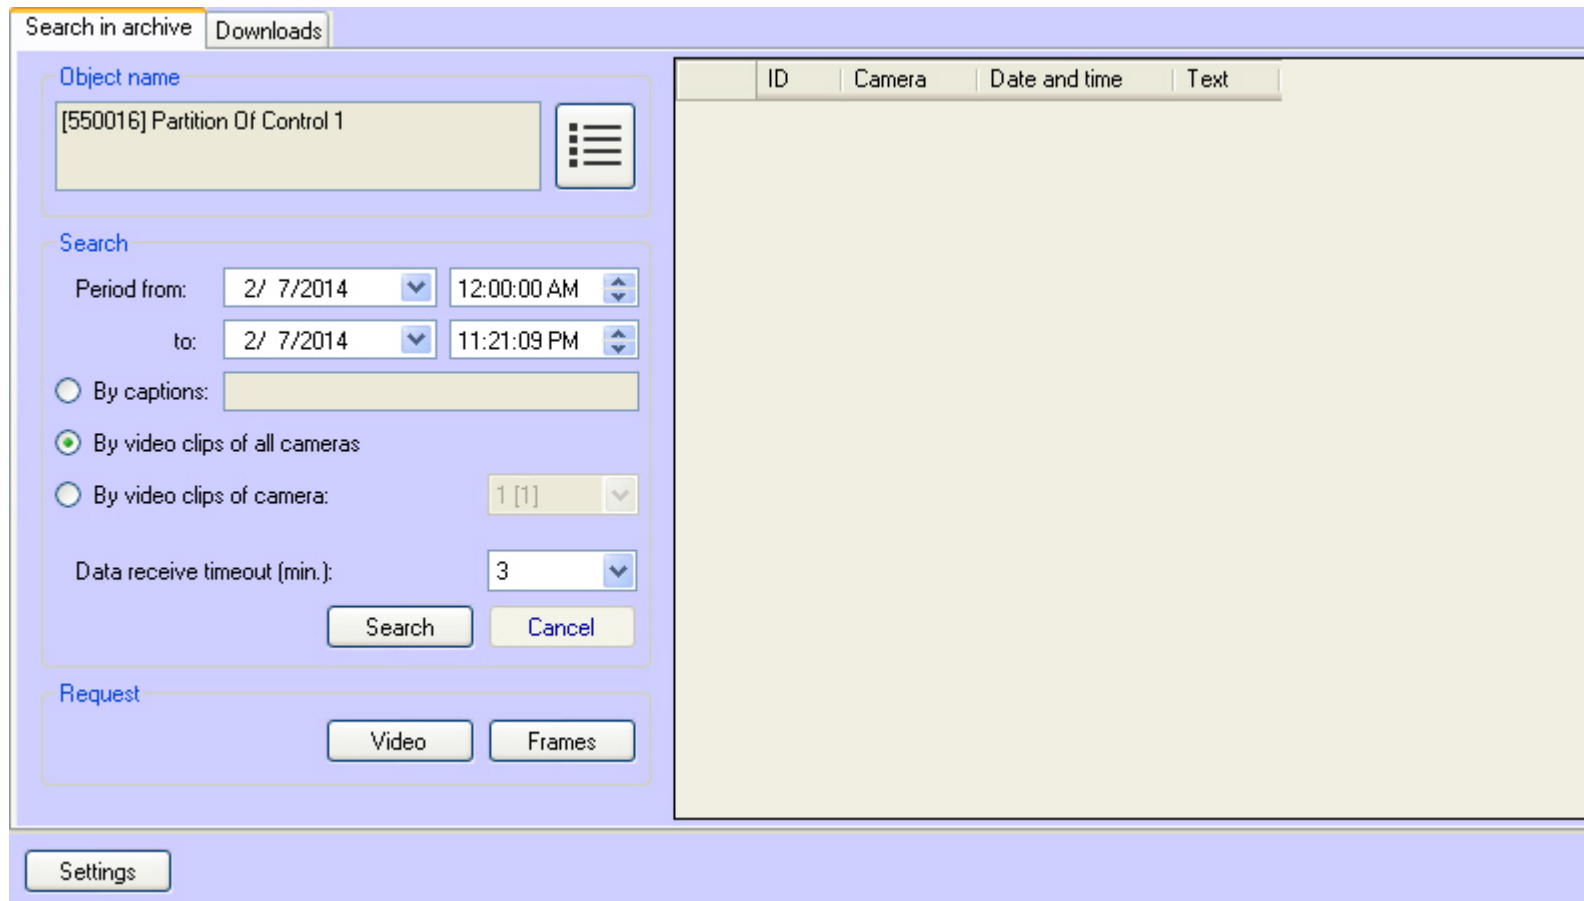 Search in archive Downloads
Object name
[550016] Partition Of Control 1
ID Camera Date and time Text
Search
Period from: 2/ 7/2014 12:00:00 AM
to: 2/ 7/2014 11:21:09 PM
By captions:
By video clips of all cameras
By video clips of camera: 1 [1]
Data receive timeout (min.): 3
Search Cancel
Request
Video Frames
Settings